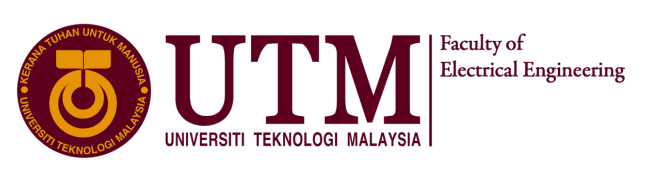 KERANA TUHAN UNTUK MANUSIA
UNIVERSITI TEKNOLOGI MALAYSIA
UTM
UNIVERSITI TEKNOLOGI MALAYSIA
Faculty of
Electrical Engineering